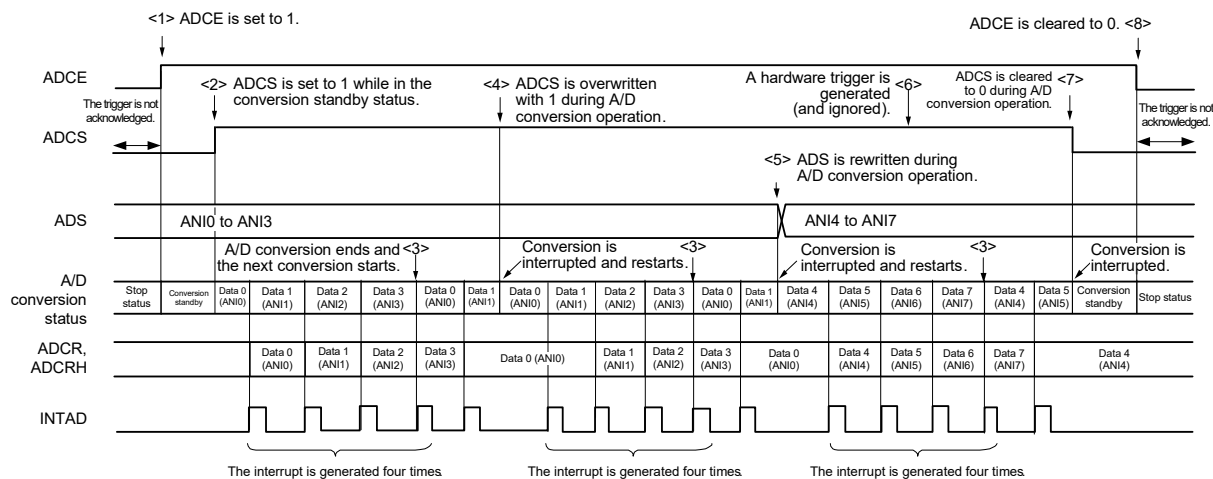 <1> ADCE is set to 1.
ADCE is cleared to 0. <8>
ADCE
The trigger is not
acknowledged.
<2> ADCS is set to 1 while in the
conversion standby status.
<4> ADCS is overwritten
with 1 during A/D
conversion operation.
A hardware trigger is
generated
(and ignored).
<6>
ADCS is cleared
to 0 during A/D
conversion operation.
<7>
The trigger is not
acknowledged.
ADCS
<5> ADS is rewritten during
A/D conversion operation.
ADS
ANI0 to ANI3
ANI4 to ANI7
A/D conversion ends and
the next conversion starts.
<3>
Conversion is
interrupted and restarts.
<3>
Conversion is
interrupted and restarts.
<3>
Conversion is
interrupted.
A/D
conversion
status
Stop
status
Conversion
standby
Data 0
(ANI0)
Data 1
(ANI1)
Data 2
(ANI2)
Data 3
(ANI3)
Data 0
(ANI0)
Data 1
(ANI1)
Data 0
(ANI0)
Data 1
(ANI1)
Data 2
(ANI2)
Data 3
(ANI3)
Data 0
(ANI0)
Data 1
(ANI1)
Data 4
(ANI4)
Data 5
(ANI5)
Data 6
(ANI6)
Data 7
(ANI7)
Data 4
(ANI4)
Data 5
(ANI5)
Conversion
standby
Stop status
ADCR,
ADCRH
Data 0
(ANI0)
Data 1
(ANI1)
Data 2
(ANI2)
Data 3
(ANI3)
Data 0 (ANI0)
Data 1
(ANI1)
Data 2
(ANI2)
Data 3
(ANI3)
Data 0
(ANI0)
Data 4
(ANI4)
Data 5
(ANI5)
Data 6
(ANI6)
Data 7
(ANI7)
Data 4
(ANI4)
INTAD
The interrupt is generated four times.
The interrupt is generated four times.
The interrupt is generated four times.